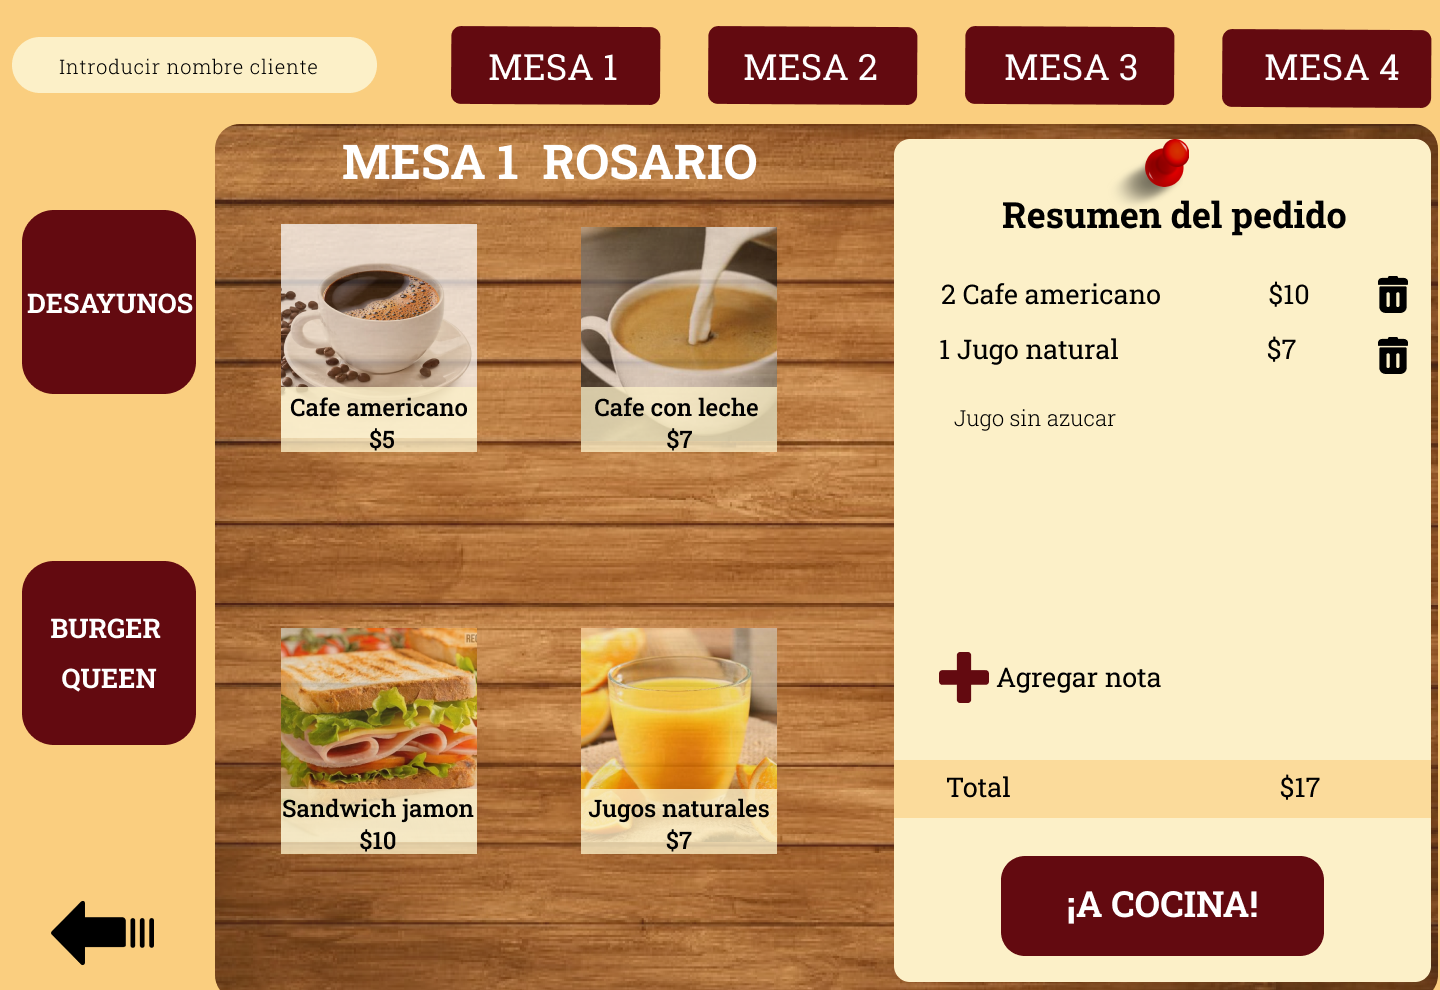 Introducir nombre cliente
MESA 1
MESA 2
MESA 3
MESA 4
MESA 1 ROSARIO
DESAYUNOS
BURGER
QUEEN
Cafe americano
$5
Cafe con leche
$7
Sandwich jamon
$10
Jugos naturales
$7
Resumen del pedido
2 Cafe americano $10
1 Jugo natural $7
Jugo sin azucar
Agregar nota
Total $17
¡A COCINA!